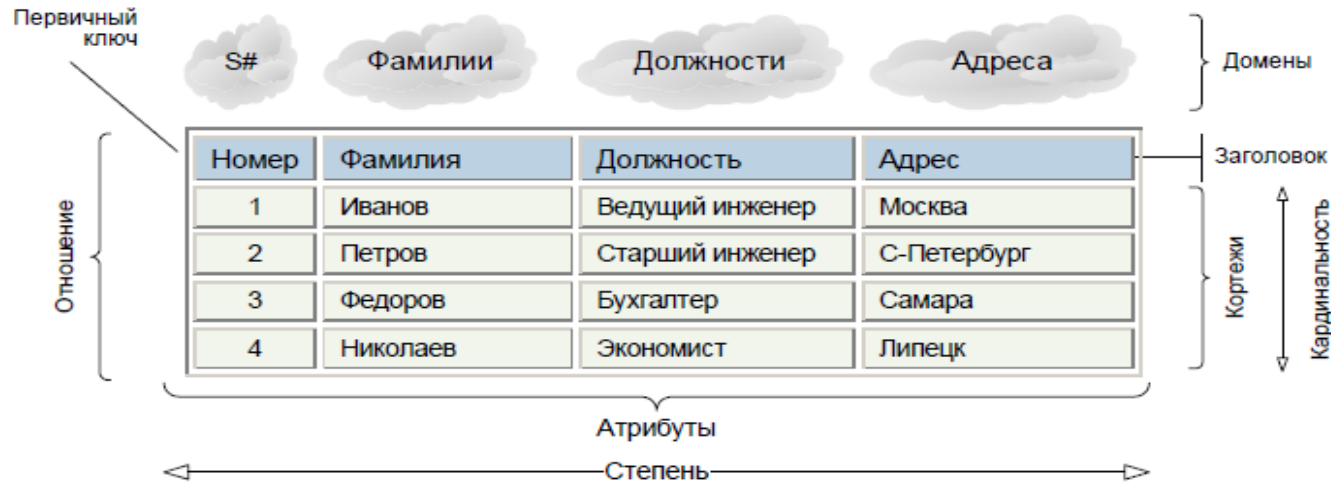 Первичный
ключ
S# Фамилии Должности Адреса
Домены
Номер Фамилия Должность Адрес
Заголовок
1 Иванов Ведущий инженер Москва
2 Петров Старший инженер С-Петербург
3 Федоров Бухгалтер Самара
4 Николаев Экономист Липецк
Отношение
Кортежи
Кардинальность
Атрибуты
Степень